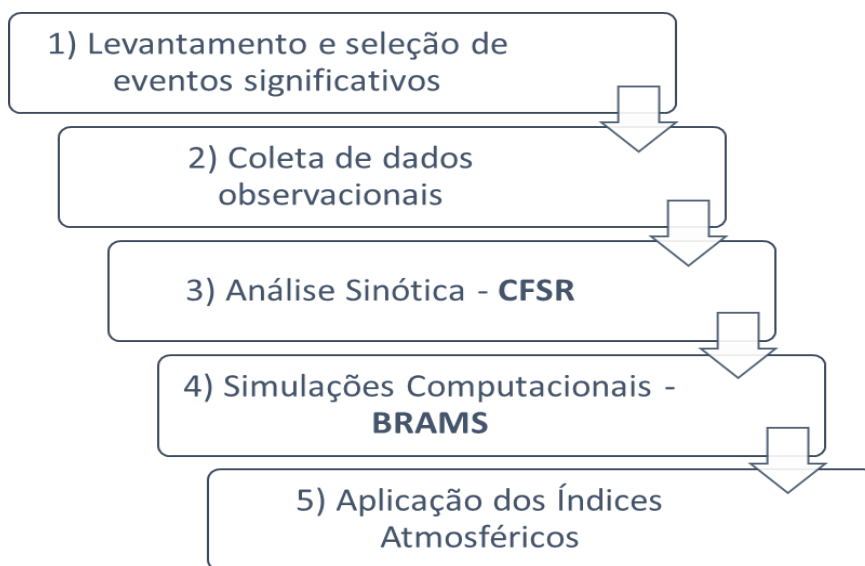 1) Levantamento e seleção de
eventos significativos
2) Coleta de dados
observacionais
3) Análise Sinótica - CFSR
4) Simulações Computacionais -
BRAMS
5) Aplicação dos Índices
Atmosféricos